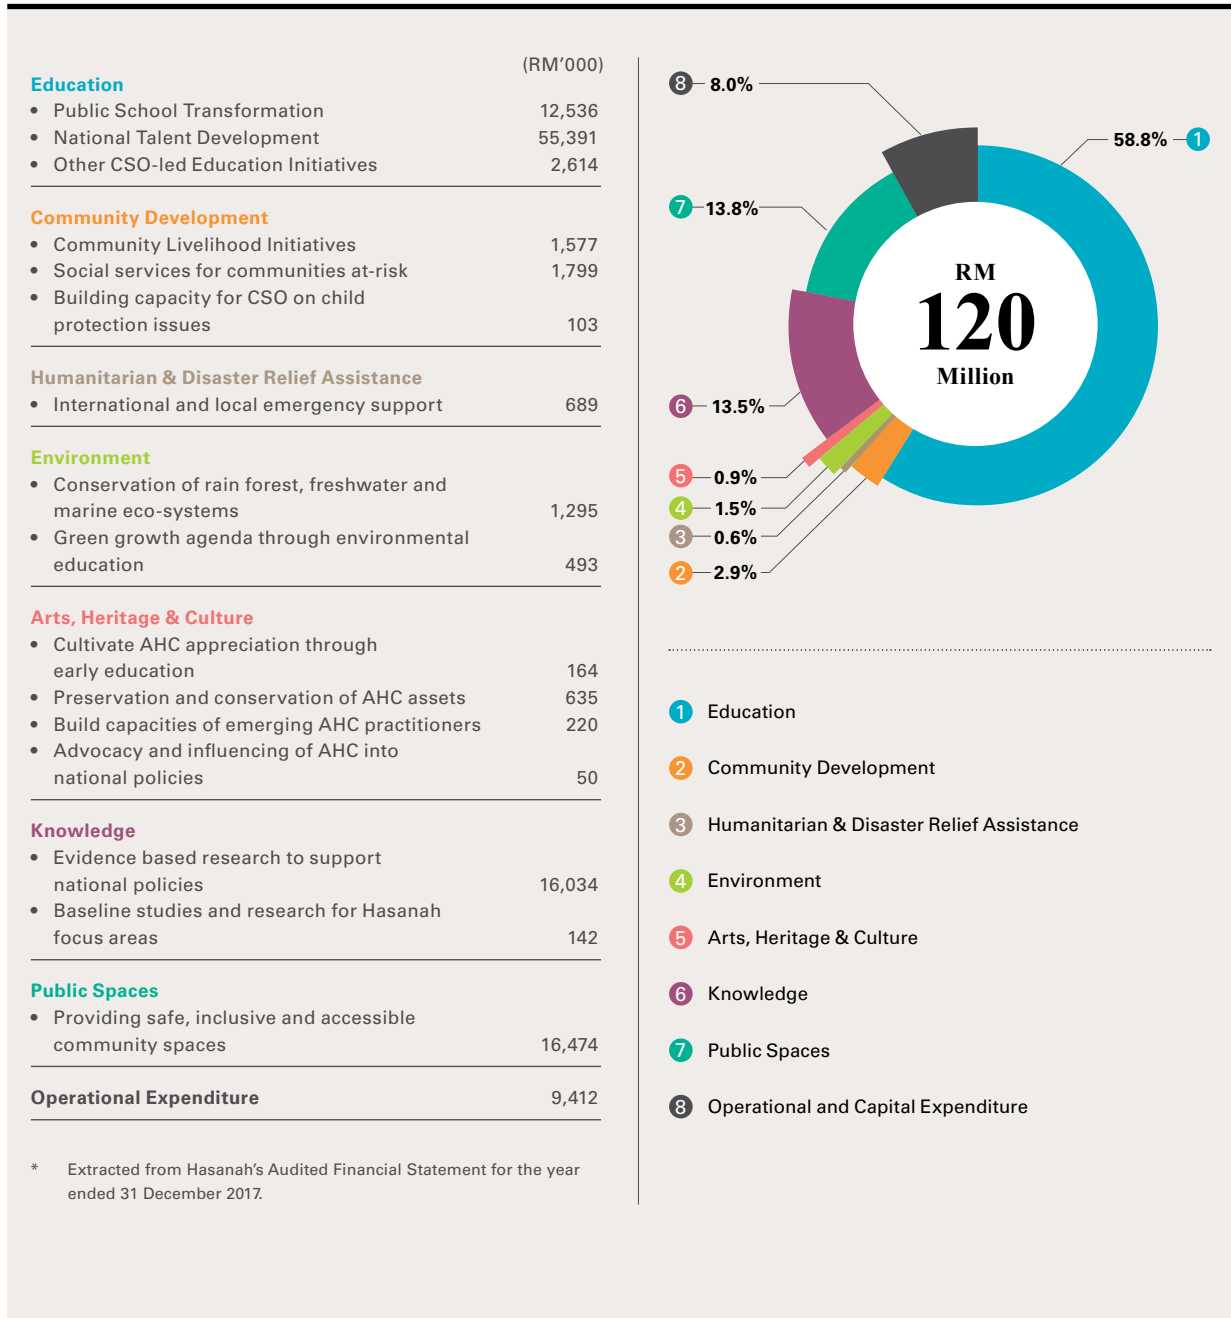 (RM'000)
Education
• Public School Transformation 12,536
• National Talent Development 55,391
• Other CSO-led Education Initiatives 2,614
Community Development
• Community Livelihood Initiatives 1,577
• Social services for communities at-risk 1,799
• Building capacity for CSO on child
protection issues 103
Humanitarian & Disaster Relief Assistance
• International and local emergency support 689
Environment
• Conservation of rain forest, freshwater and
marine eco-systems 1,295
• Green growth agenda through environmental
education 493
Arts, Heritage & Culture
• Cultivate AHC appreciation through
early education 164
• Preservation and conservation of AHC assets 635
• Build capacities of emerging AHC practitioners 220
• Advocacy and influencing of AHC into
national policies 50
Knowledge
• Evidence based research to support
national policies 16,034
• Baseline studies and research for Hasanah
focus areas 142
Public Spaces
• Providing safe, inclusive and accessible
community spaces 16,474
Operational Expenditure 9,412
* Extracted from Hasanah's Audited Financial Statement for the year
ended 31 December 2017.
8 8.0%
58.8% 1
7 13.8%
RM
120
Million
6 13.5%
5 0.9%
4 1.5%
3 0.6%
2 2.9%
1 Education
2 Community Development
3 Humanitarian & Disaster Relief Assistance
4 Environment
5 Arts, Heritage & Culture
6 Knowledge
7 Public Spaces
8 Operational and Capital Expenditure